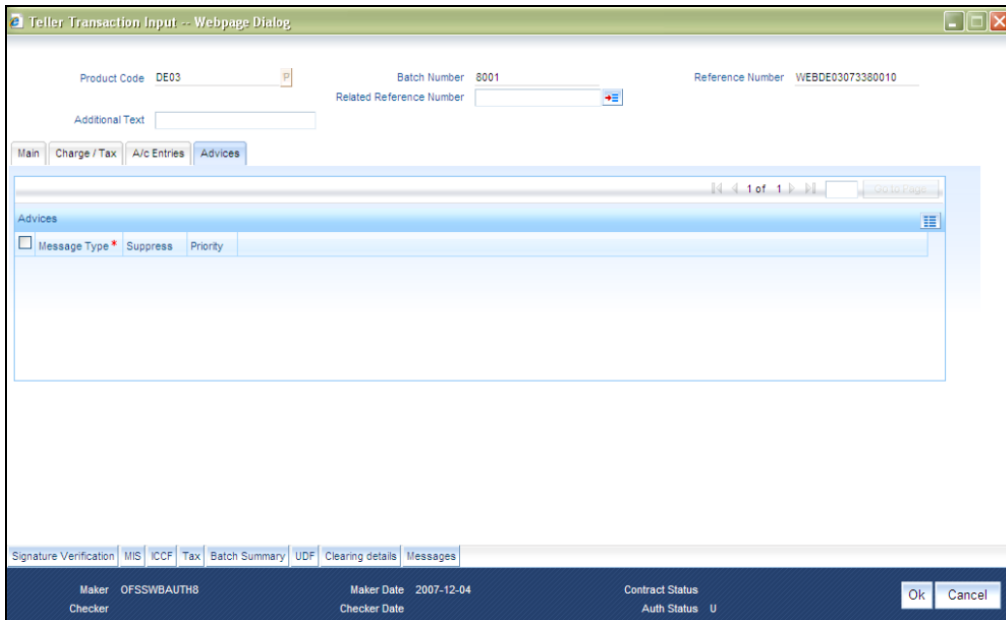 Teller Transaction Input -- Webpage Dialog
Product Code DE03 P Batch Number 8001 Reference Number WEBDE03073380010
Related Reference Number
Additional Text
Main Charge / Tax A/c Entries Advices
1 of 1 Go to Page
Advices
Message Type * Suppress Priority
Signature Verification MIS ICCF Tax Batch Summary UDF Clearing details Messages
Maker OFSSWBAUTH8 Maker Date 2007-12-04 Contract Status Ok Cancel
Checker Checker Date Auth Status U